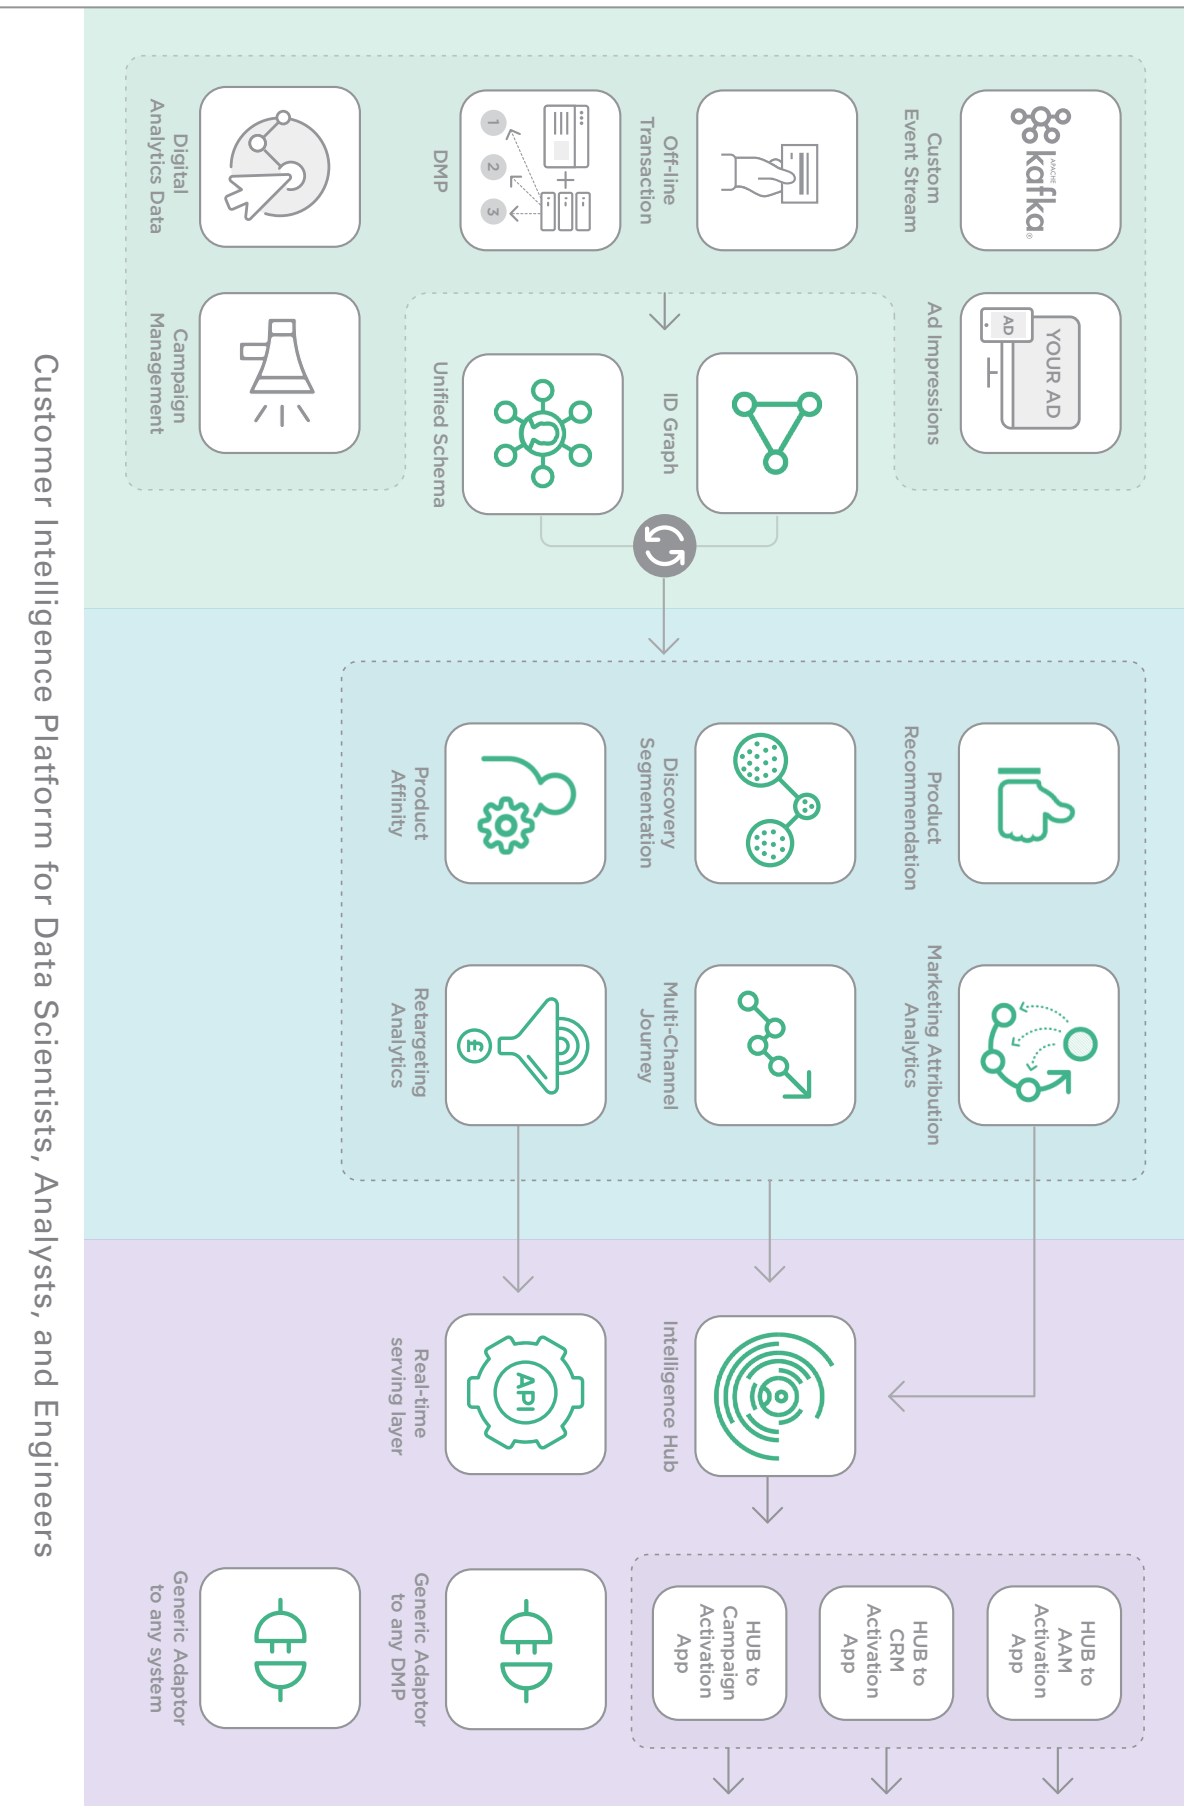 Customer Intelligence Platform for Data Scientists, Analysts, and Engineers
APACHE
kafka®
Custom
Event Stream
YOUR AD
AD
Ad Impressions
Off-line
Transaction
1
2
3
DMP
Digital
Analytics Data
Campaign
Management
ID Graph
Unified Schema
Product
Recommendation
Marketing Attribution
Analytics
Discovery
Segmentation
Multi-Channel
Journey
Product
Affinity
£
Retargeting
Analytics
Intelligence Hub
API
Real-time
serving layer
HUB to
AAM
Activation
App
HUB to
CRM
Activation
App
HUB to
Campaign
Activation
App
Generic Adaptor
to any DMP
Generic Adaptor
to any system